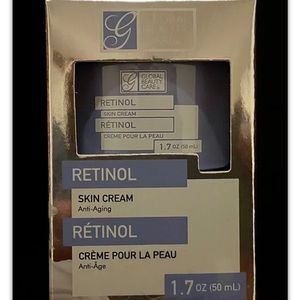 G
GLOBAL
BEAUTY
CARE
RETINOL
SKIN CREAM
RÉTINOL
CRÈME POUR LA PEAU
1.7 OZ (50 mL)
RETINOL
SKIN CREAM
Anti-Aging
RÉTINOL
CRÈME POUR LA PEAU
Anti-Âge
1.7 OZ (50 mL)